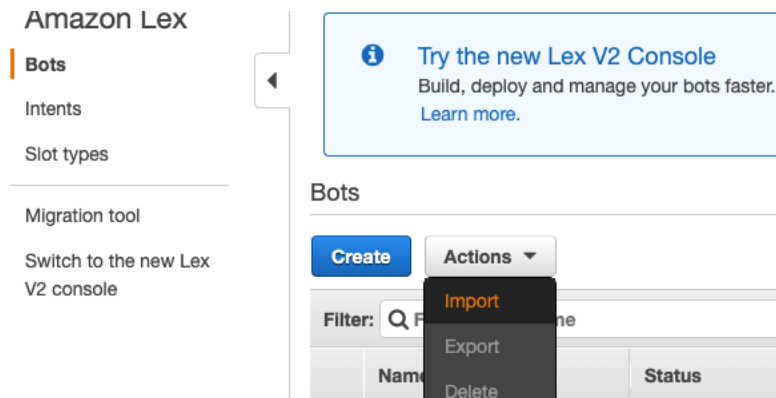 Amazon Lex
Bots
Intents
Slot types
Migration tool
Switch to the new Lex
V2 console
Try the new Lex V2 Console
Build, deploy and manage your bots faster.
Learn more.
Bots
Create
Actions
Import
Filter:
Export
Name
Status
Delete